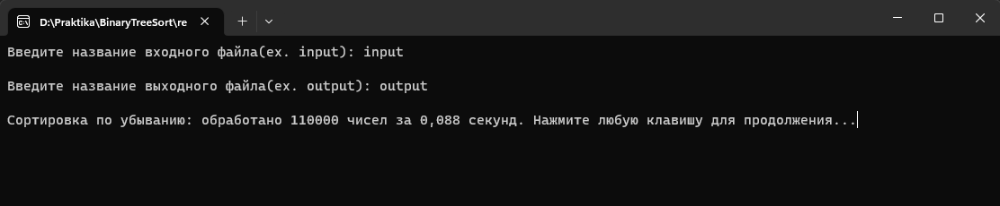 D:\Praktika\BinaryTreeSort\re
Введите название входного файла(ex. input): input
Введите название выходного файла(ex. output): output
Сортировка по убыванию: обработано 110000 чисел за 0,088 секунд. Нажмите любую клавишу для продолжения...